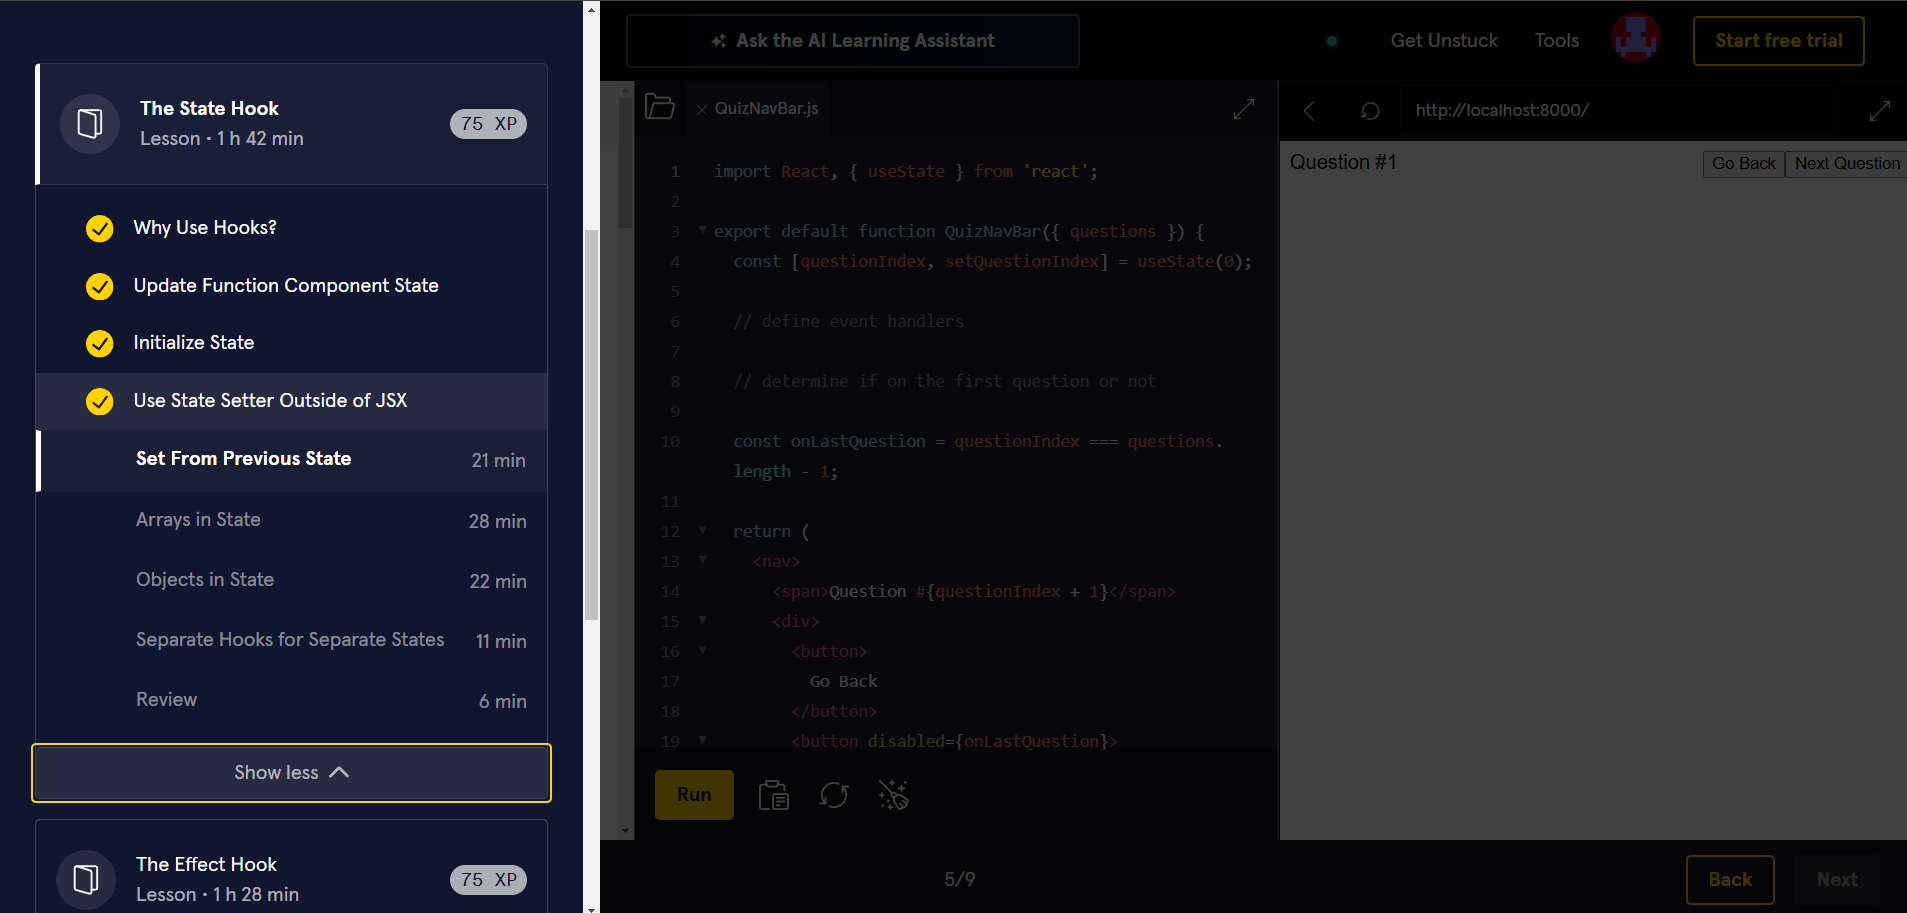 The State Hook
Lesson • 1 h 42 min
75 XP
Why Use Hooks?
Update Function Component State
Initialize State
Use State Setter Outside of JSX
Set From Previous State 21 min
Arrays in State 28 min
Objects in State 22 min
Separate Hooks for Separate States 11 min
Review 6 min
Show less
The Effect Hook
Lesson • 1 h 28 min
75 XP
Ask the AI Learning Assistant
Get Unstuck Tools Start free trial
QuizNavBar.js
1 import React, { useState } from 'react';
2
3 export default function QuizNavBar({ questions }) {
4 const [questionIndex, setQuestionIndex] = useState(0);
5
6 // define event handlers
7
8 // determine if on the first question or not
9
10 const onLastQuestion = questionIndex === questions.
length - 1;
11
12 return (
13 <nav>
14 <span>Question #{questionIndex + 1}</span>
15 <div>
16 <button>
17 Go Back
18 </button>
19 <button disabled={onLastQuestion}>
Run
http://localhost:8000/
Question #1 Go Back Next Question
5/9
Back Next